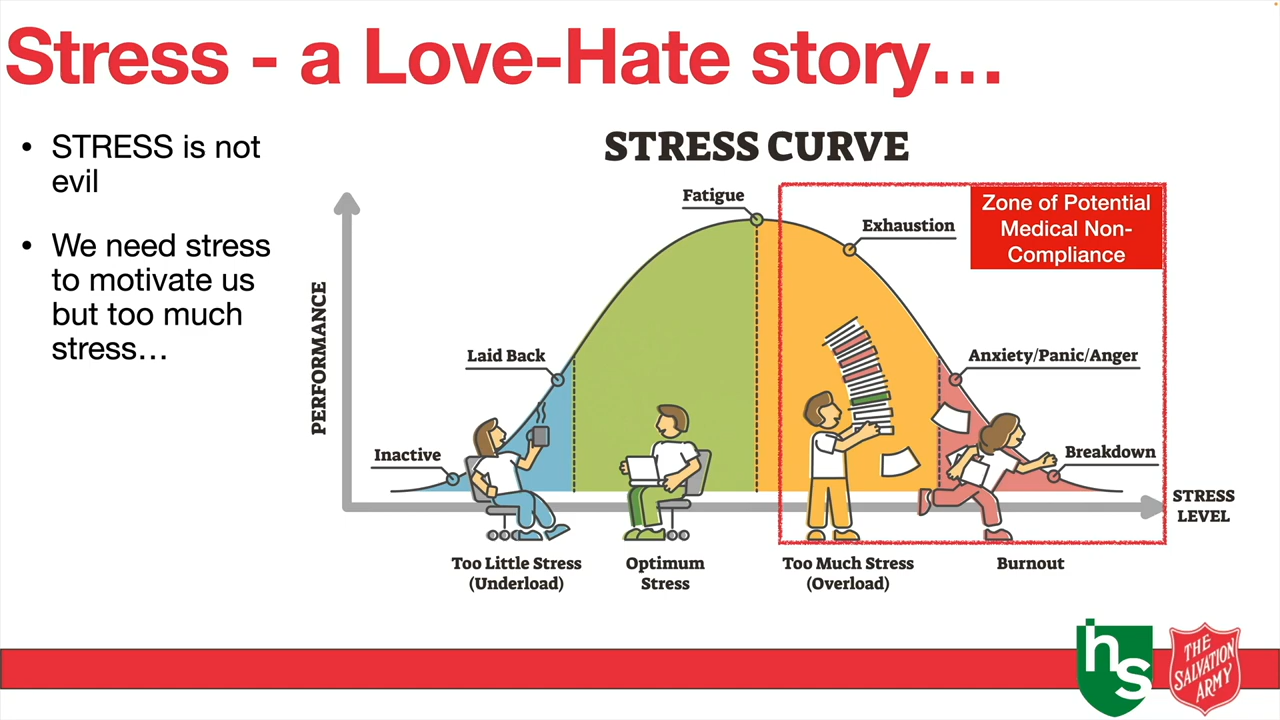 Stress - a Love-Hate story…
• STRESS is not
evil
• We need stress
to motivate us
but too much
stress…
STRESS CURVE
Fatigue
Exhaustion
Zone of Potential
Medical Non-
Compliance
Laid Back
Anxiety/Panic/Anger
Inactive
Breakdown
PERFORMANCE
STRESS
LEVEL
Too Little Stress
(Underload)
Optimum
Stress
Too Much Stress
(Overload)
Burnout
hs
THE
SALVATION
ARMY